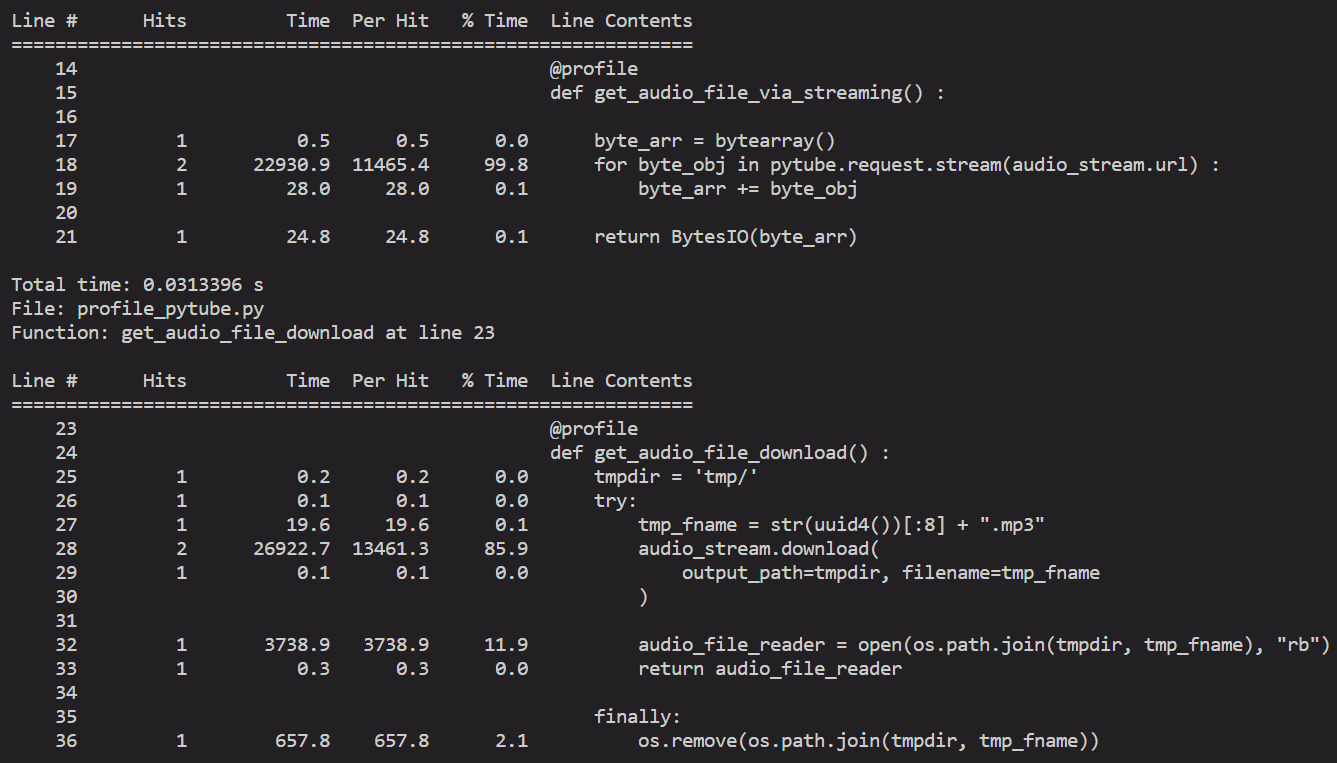 Line #      Hits         Time  Per Hit   % Time  Line Contents
==============================================================
    14                                           @profile
    15                                           def get_audio_file_via_streaming() :
    16
    17         1          0.5      0.5      0.0      byte_arr = bytearray()
    18         2      22930.9  11465.4     99.8      for byte_obj in pytube.request.stream(audio_stream.url) :
    19         1         28.0     28.0      0.1          byte_arr += byte_obj
    20
    21         1         24.8     24.8      0.1      return BytesIO(byte_arr)

Total time: 0.0313396 s
File: profile_pytube.py
Function: get_audio_file_download at line 23

Line #      Hits         Time  Per Hit   % Time  Line Contents
==============================================================
    23                                           @profile
    24                                           def get_audio_file_download() :
    25         1          0.2      0.2      0.0      tmpdir = 'tmp/'
    26         1          0.1      0.1      0.0      try:
    27         1         19.6     19.6      0.1          tmp_fname = str(uuid4())[:8] + ".mp3"
    28         2      26922.7  13461.3     85.9          audio_stream.download(
    29         1          0.1      0.1      0.0              output_path=tmpdir, filename=tmp_fname
    30                                                   )
    31
    32         1       3738.9   3738.9     11.9          audio_file_reader = open(os.path.join(tmpdir, tmp_fname), "rb")
    33         1          0.3      0.3      0.0          return audio_file_reader
    34
    35                                               finally:
    36         1        657.8    657.8      2.1          os.remove(os.path.join(tmpdir, tmp_fname))